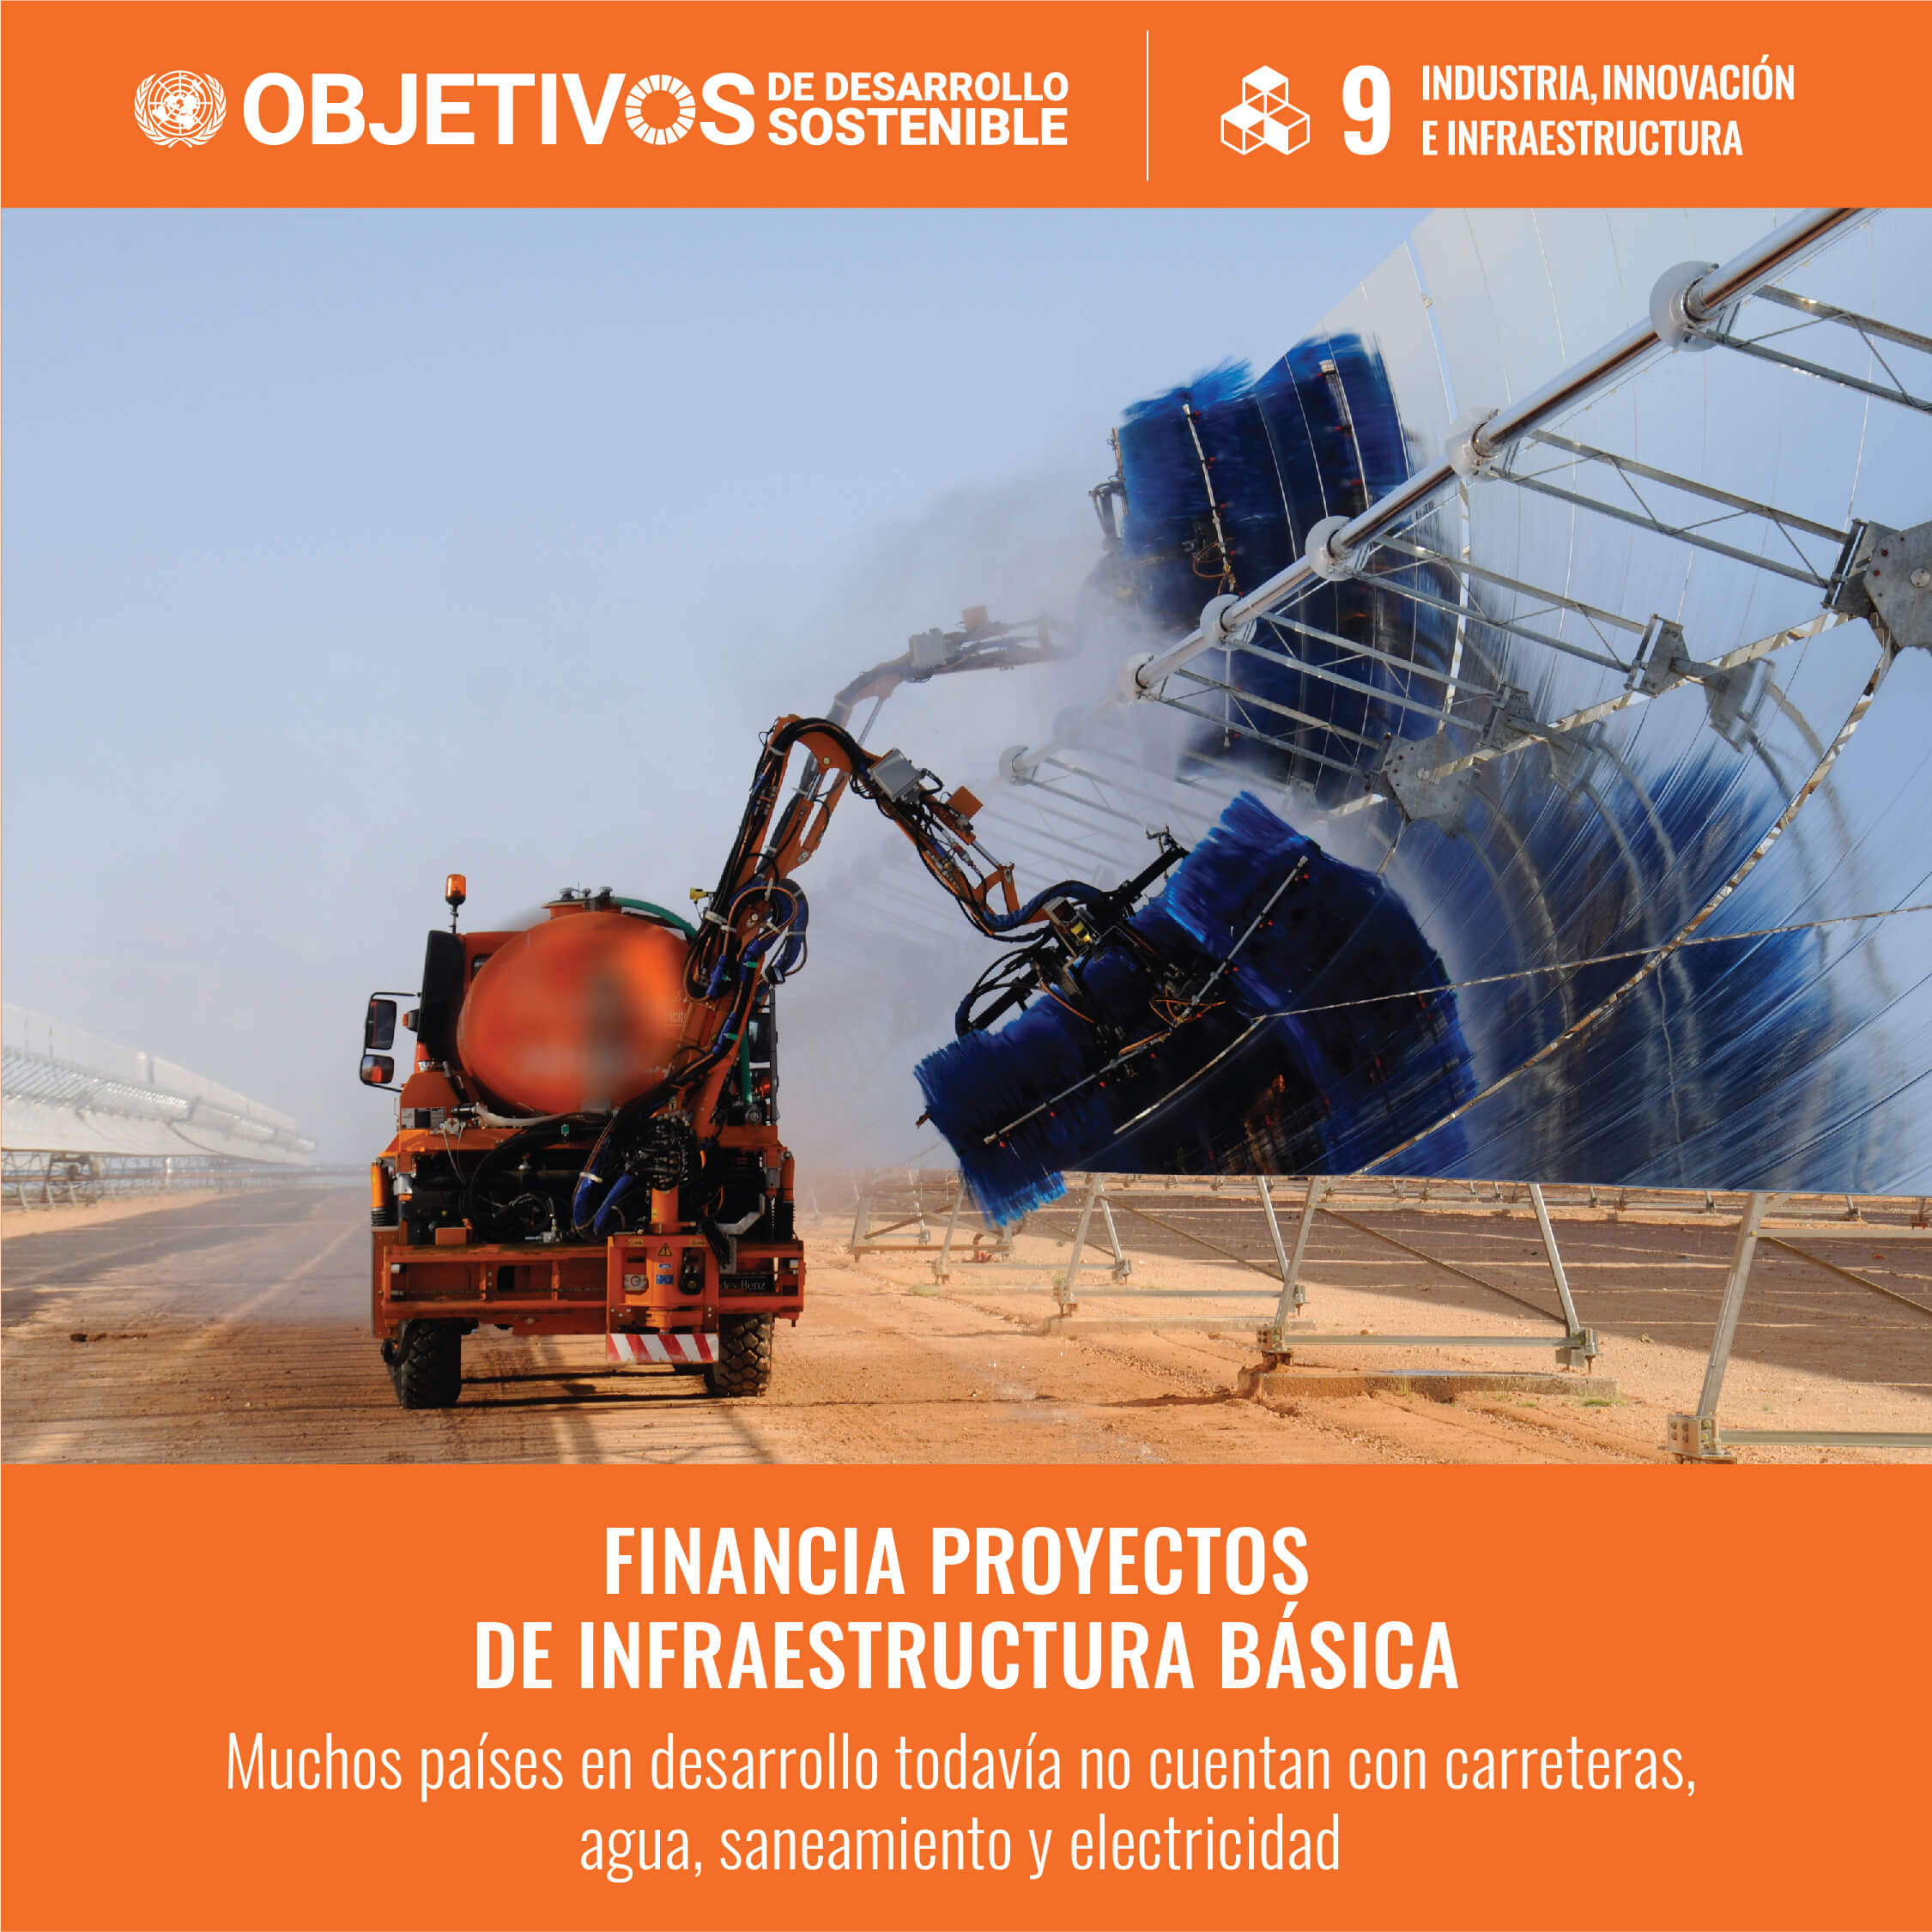 OBJETIVOS
DE DESARROLLO
SOSTENIBLE
9
INDUSTRIA, INNOVACIÓN
E INFRAESTRUCTURA
FINANCIA PROYECTOS
DE INFRAESTRUCTURA BÁSICA
Muchos países en desarrollo todavía no cuentan con carreteras,
agua, saneamiento y electricidad